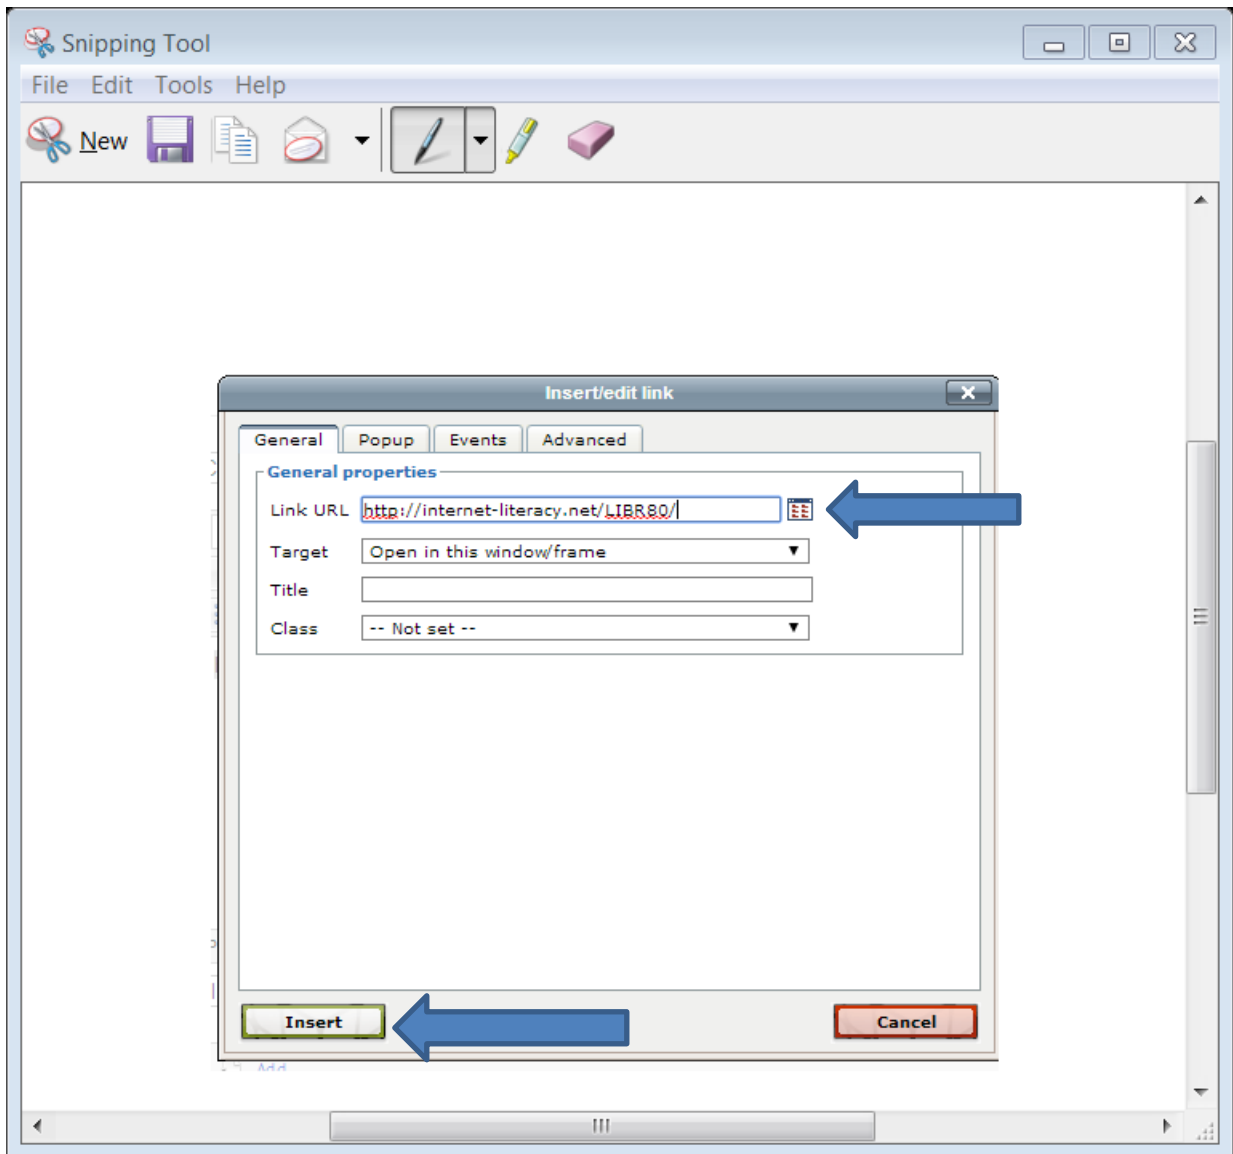 Snipping Tool
File Edit Tools Help
New
Insert/edit link
General Popup Events Advanced
General properties
Link URL http://internet-literacy.net/LIBR80/
Target Open in this window/frame
Title
Class -- Not set --
Insert Cancel
Add